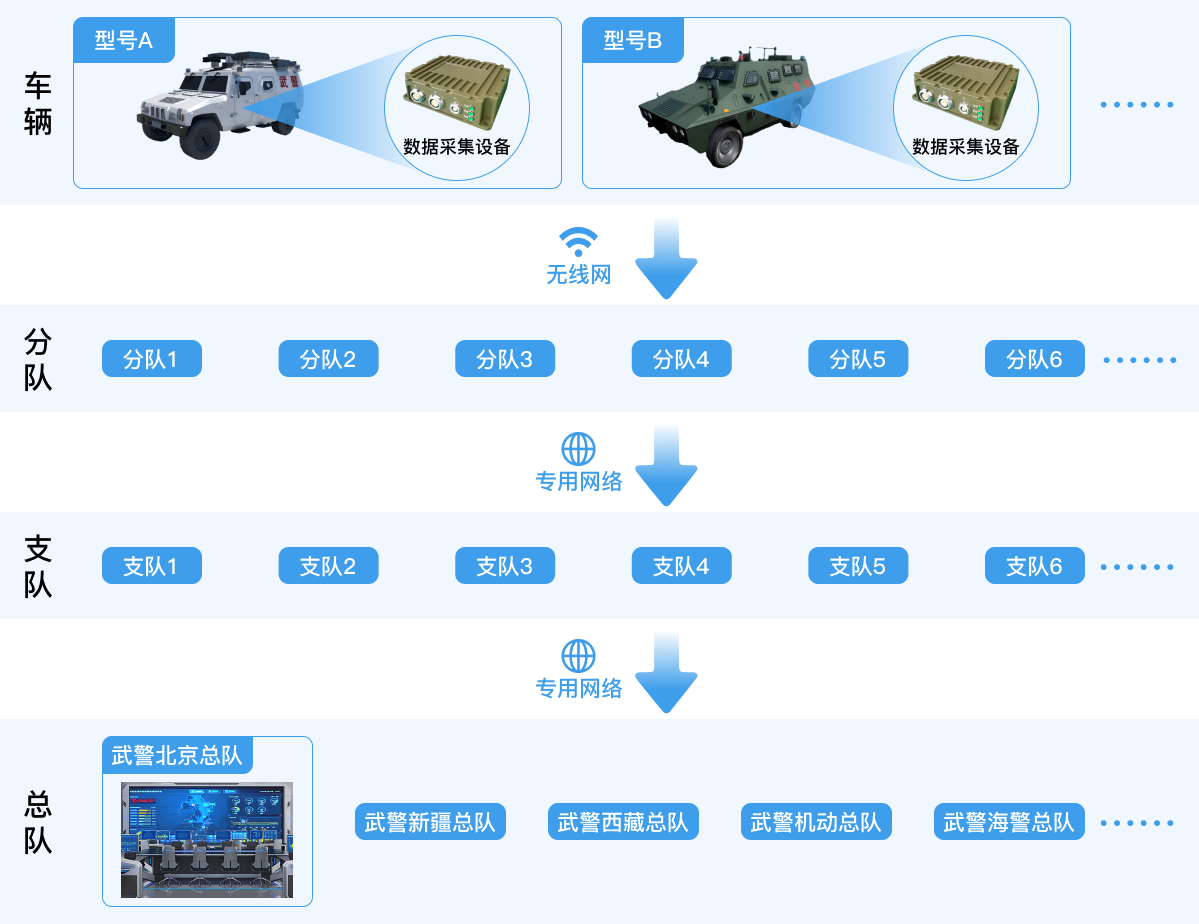 车辆
型号A
武警
数据采集设备
型号B
数据采集设备
······
无线网
分队
分队1
分队2
分队3
分队4
分队5
分队6
······
专用网络
支队
支队1
支队2
支队3
支队4
支队5
支队6
······
专用网络
总队
武警北京总队
武警新疆总队
武警西藏总队
武警机动总队
武警海警总队
······